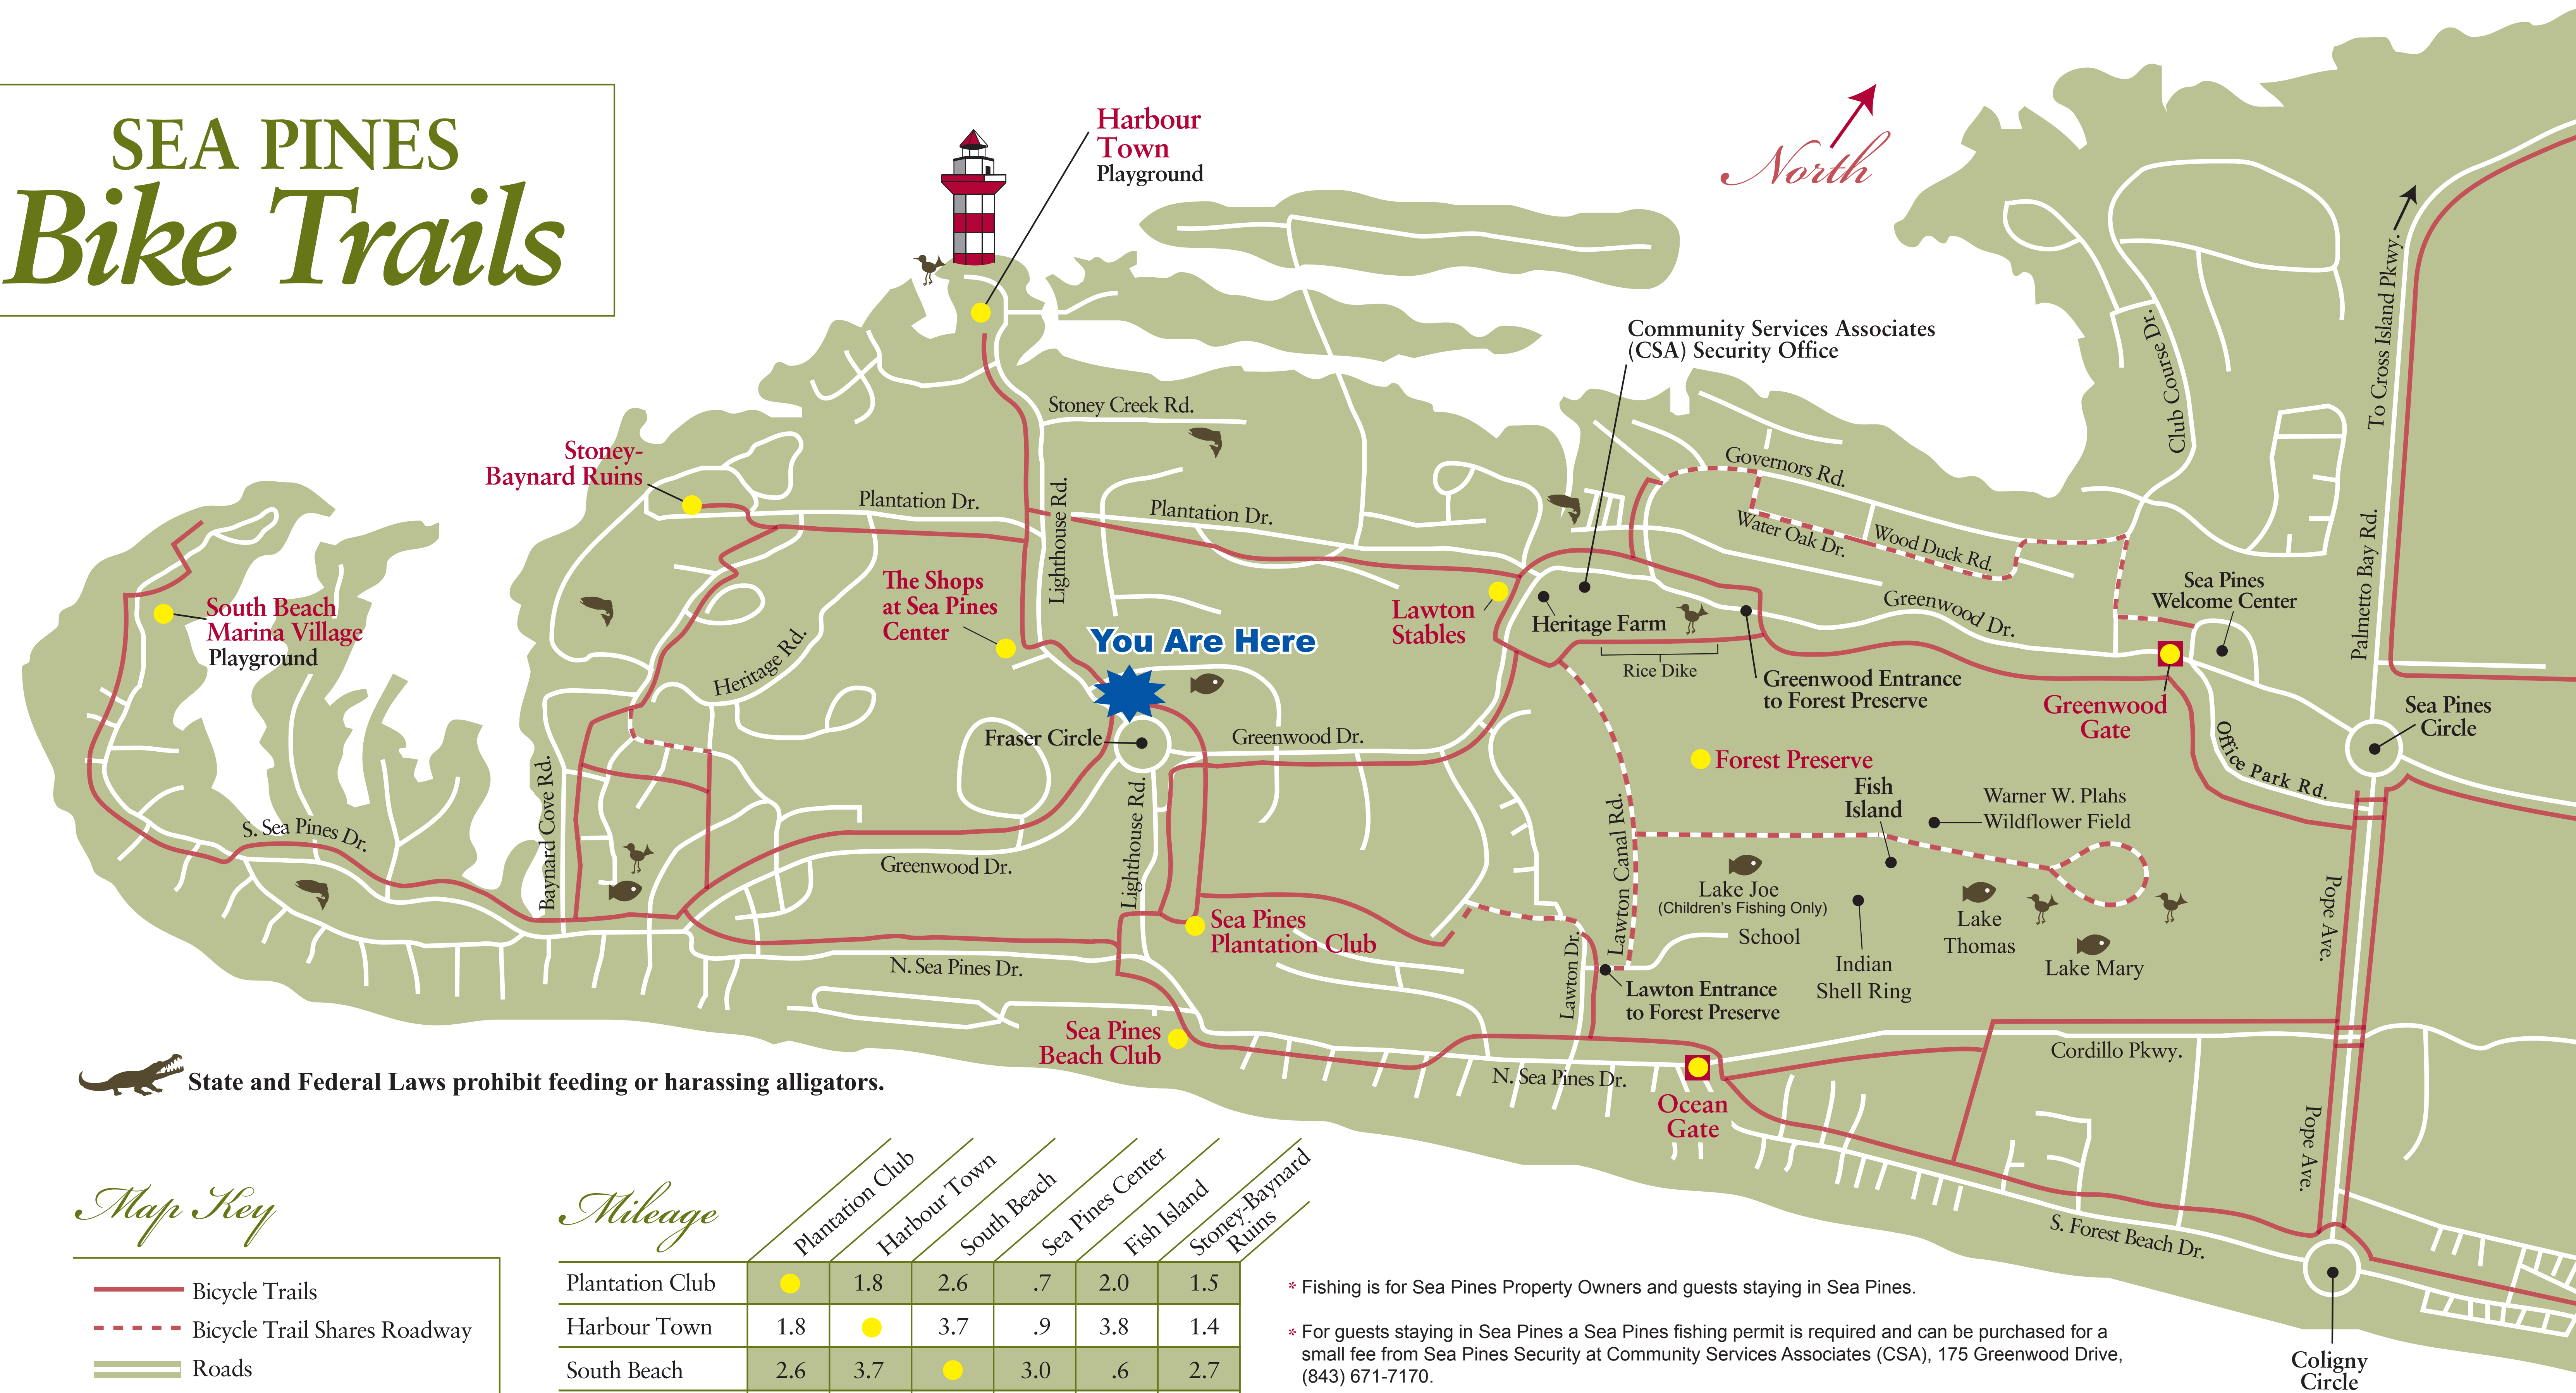 SEA PINES
Bike Trails
Harbour
Town
Playground
North
Community Services Associates
(CSA) Security Office
Club Course Dr.
To Cross Island Pkwy.
Stoney Creek Rd.
Stoney-
Baynard Ruins
Plantation Dr.
Lighthouse Rd.
Plantation Dr.
Governors Rd.
Water Oak Dr.
Wood Duck Rd.
Palmetto Bay Rd.
South Beach
Marina Village
Playground
The Shops
at Sea Pines
Center
You Are Here
Heritage Rd.
Lawton
Stables
Heritage Farm
Rice Dike
Greenwood Dr.
Sea Pines
Welcome Center
Greenwood Entrance
to Forest Preserve
Greenwood
Gate
Sea Pines
Circle
Office Park Rd.
Fraser Circle
Greenwood Dr.
Forest Preserve
Fish
Island
Warner W. Plahs
Wildflower Field
S. Sea Pines Dr.
Baynard Cove Rd.
Greenwood Dr.
Lighthouse Rd.
Lawton Canal Rd.
Lake Joe
(Children's Fishing Only)
School
Lake
Thomas
Lake Mary
Indian
Shell Ring
Pope Ave.
Sea Pines
Plantation Club
N. Sea Pines Dr.
Lawton Dr.
Lawton Entrance
to Forest Preserve
Sea Pines
Beach Club
N. Sea Pines Dr.
Cordillo Pkwy.
Ocean
Gate
Pope Ave.
S. Forest Beach Dr.
Coligny
Circle
State and Federal Laws prohibit feeding or harassing alligators.
Map Key
Bicycle Trails
Bicycle Trail Shares Roadway
Roads
Mileage
Plantation Club Harbour Town South Beach Sea Pines Center Fish Island Stoney-Baynard Ruins
Plantation Club 1.8 2.6 .7 2.0 1.5
Harbour Town 1.8 3.7 .9 3.8 1.4
South Beach 2.6 3.7 3.0 .6 2.7
* Fishing is for Sea Pines Property Owners and guests staying in Sea Pines.
* For guests staying in Sea Pines a Sea Pines fishing permit is required and can be purchased for a
small fee from Sea Pines Security at Community Services Associates (CSA), 175 Greenwood Drive,
(843) 671-7170.